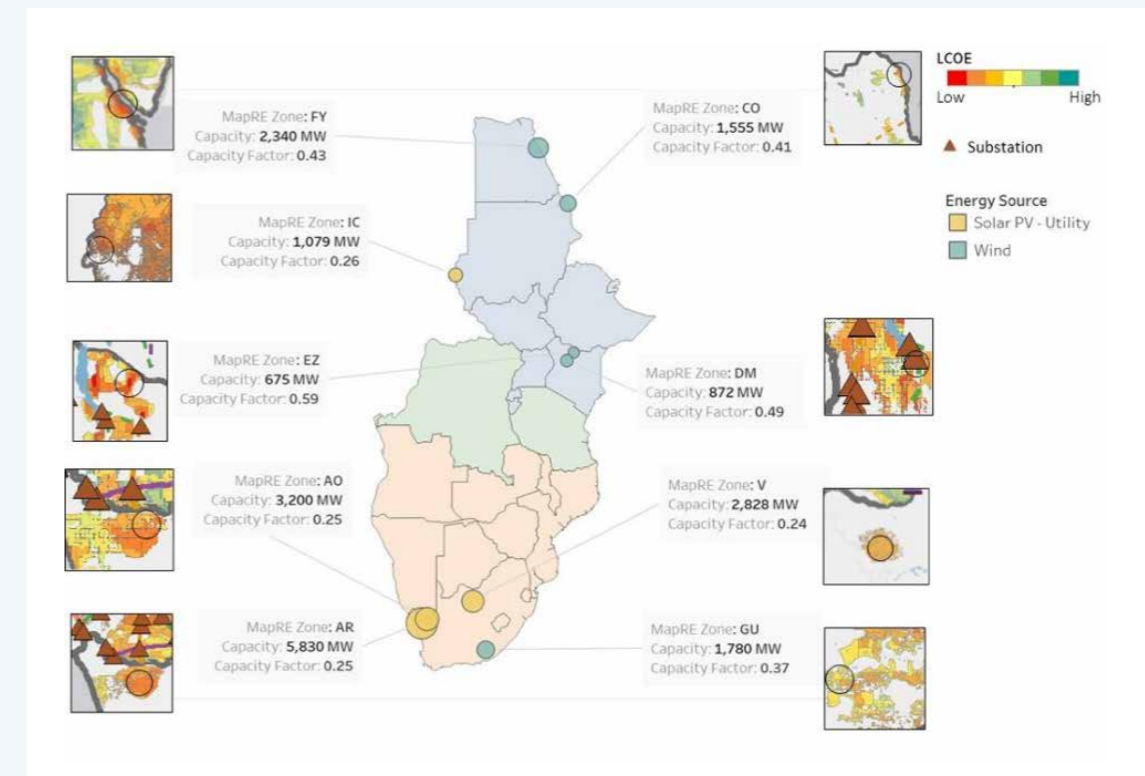 LCOE
Low High
Substation
Energy Source
Solar PV - Utility
Wind
MapRE Zone: FY
Capacity: 2,340 MW
Capacity Factor: 0.43
MapRE Zone: CO
Capacity: 1,555 MW
Capacity Factor: 0.41
MapRE Zone: IC
Capacity: 1,079 MW
Capacity Factor: 0.26
MapRE Zone: EZ
Capacity: 675 MW
Capacity Factor: 0.59
MapRE Zone: DM
Capacity: 872 MW
Capacity Factor: 0.49
MapRE Zone: AO
Capacity: 3,200 MW
Capacity Factor: 0.25
MapRE Zone: V
Capacity: 2,828 MW
Capacity Factor: 0.24
MapRE Zone: AR
Capacity: 5,830 MW
Capacity Factor: 0.25
MapRE Zone: GU
Capacity: 1,780 MW
Capacity Factor: 0.37